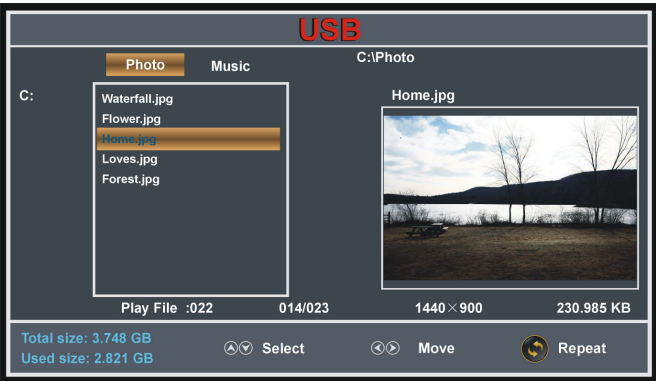 USB
Photo Music C:\Photo
C: Home.jpg
Waterfall.jpg
Flower.jpg
Home.jpg
Loves.jpg
Forest.jpg
Play File :022 014/023 1440×900 230.985 KB
Total size: 3.748 GB
Used size: 2.821 GB
Select Move Repeat